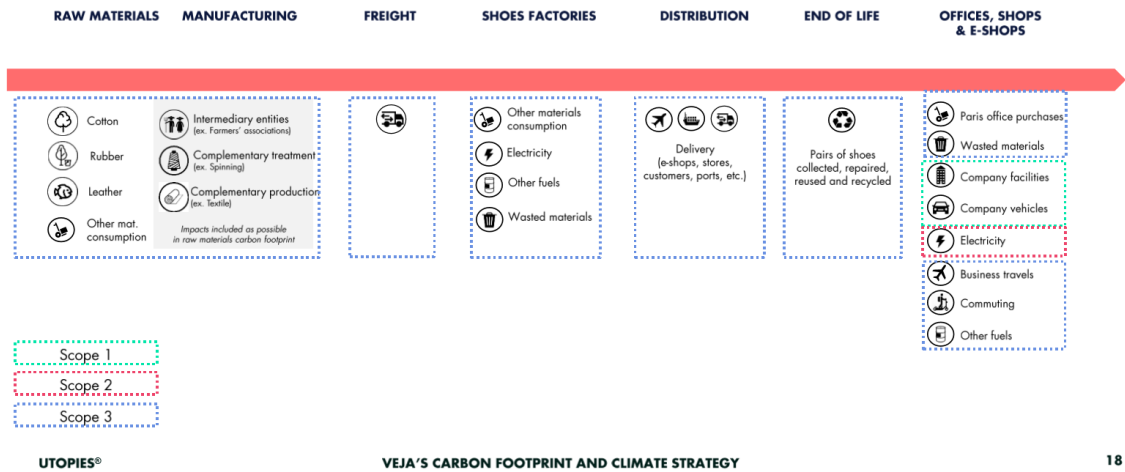 RAW MATERIALS
MANUFACTURING
FREIGHT
SHOES FACTORIES
DISTRIBUTION
END OF LIFE
OFFICES, SHOPS
& E-SHOPS
Cotton
Rubber
Leather
Other mat.
consumption
Intermediary entities
(ex. Farmers' associations)
Complementary treatment
(ex. Spinning)
Complementary production
(ex. Textile)
Impacts included as possible
in raw materials carbon footprint
Other materials
consumption
Electricity
Other fuels
Wasted materials
Delivery
(e-shops, stores,
customers, ports, etc.)
Pairs of shoes
collected, repaired,
reused and recycled
Paris office purchases
Wasted materials
Company facilities
Company vehicles
Electricity
Business travels
Commuting
Other fuels
Scope 1
Scope 2
Scope 3
UTOPIES®
VEJA'S CARBON FOOTPRINT AND CLIMATE STRATEGY
18